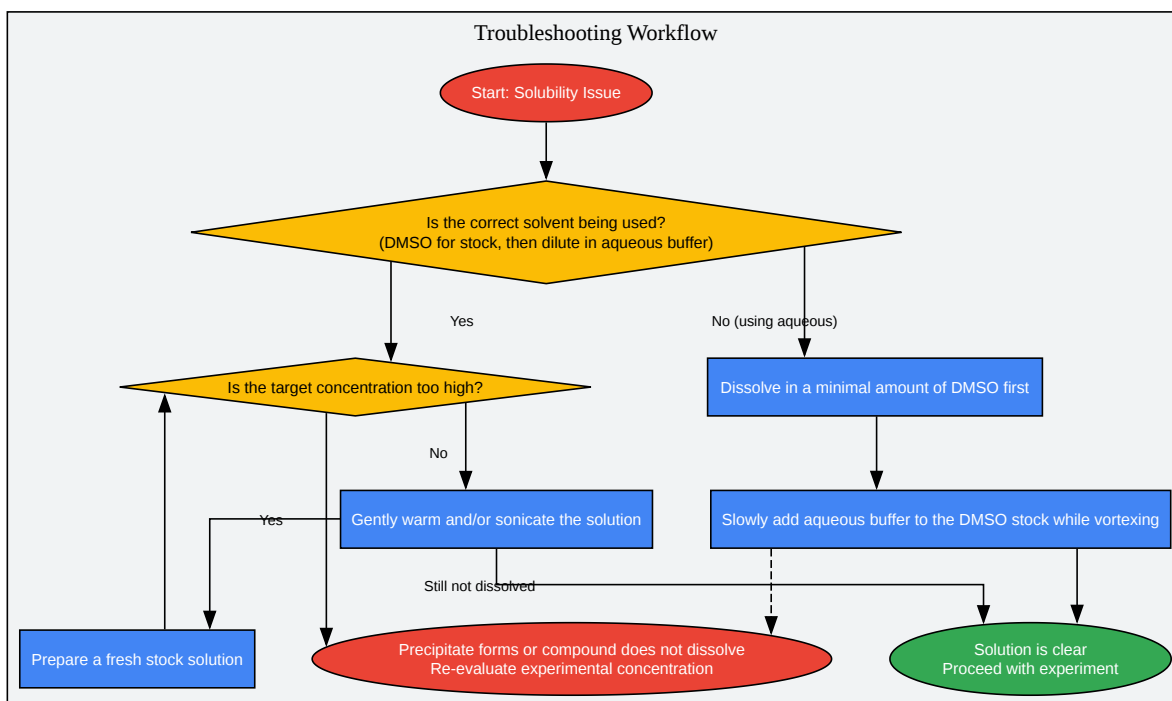 Troubleshooting Workflow
Start: Solubility Issue
Is the correct solvent being used?
(DMSO for stock, then dilute in aqueous buffer)
Yes
No (using aqueous)
Is the target concentration too high?
Dissolve in a minimal amount of DMSO first
No
Yes
Gently warm and/or sonicate the solution
Slowly add aqueous buffer to the DMSO stock while vortexing
Still not dissolved
Prepare a fresh stock solution
Precipitate forms or compound does not dissolve
Re-evaluate experimental concentration
Solution is clear
Proceed with experiment